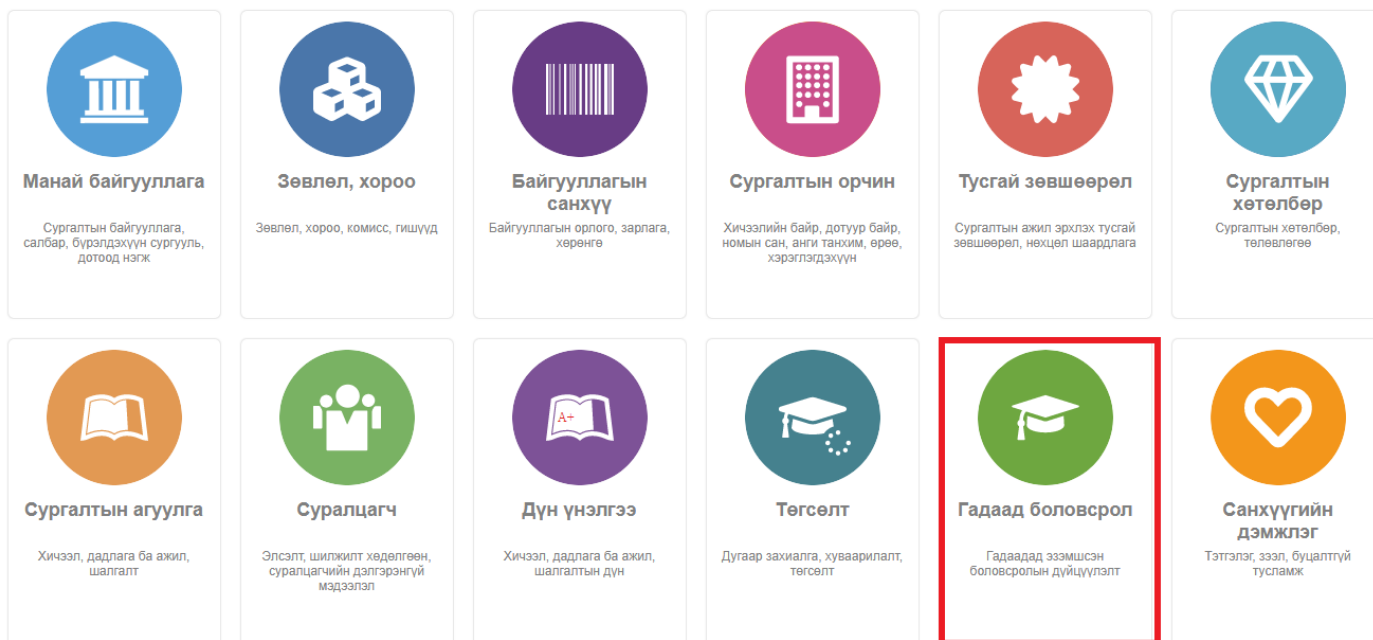 Манай байгууллага
Сургалтын байгууллага,
салбар, бүрэлдэхүүн сургууль,
дотоод нэгж
Зөвлөл, хороо
Зөвлөл, хороо, комисс, гишүүд
Байгууллагын
санхүү
Байгууллагын орлого, зарлага,
хөрөнгө
Сургалтын орчин
Хичээлийн байр, дотуур байр,
номын сан, анги танхим, өрөө,
хэрэглэгдэхүүн
Тусгай зөвшөөрөл
Сургалтын ажил эрхлэх тусгай
зөвшөөрөл, нөхцөл шаардлага
Сургалтын
хөтөлбөр
Сургалтын хөтөлбөр,
төлөвлөгөө
Сургалтын агуулга
Хичээл, дадлага ба ажил,
шалгалт
Суралцагч
Элсэлт, шилжилт хөдөлгөөн,
суралцагчийн дэлгэрэнгүй
мэдээлэл
A+
Дүн үнэлгээ
Хичээл, дадлага ба ажил,
шалгалтын дүн
Төгсөлт
Дугаар захиалга, хуваарилалт,
төгсөлт
Гадаад боловсрол
Гадаадад эзэмшсэн
боловсролын дүйцүүлэлт
Санхүүгийн
дэмжлэг
Тэтгэлэг, зээл, буцалтгүй
тусламж